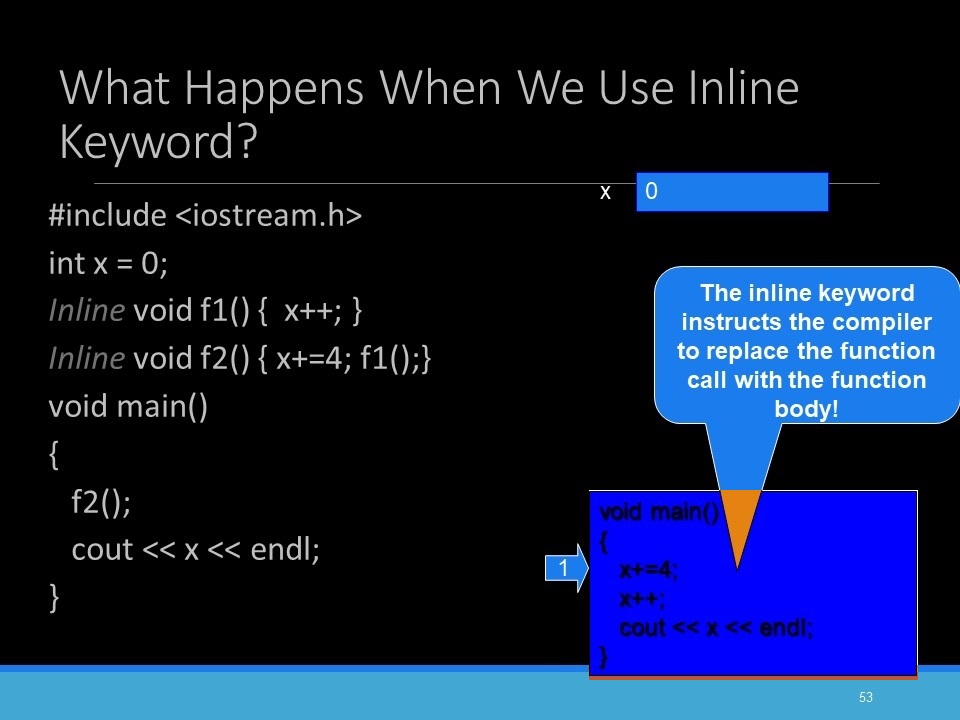 What Happens When We Use Inline
Keyword?
x 0
#include <iostream.h>
int x = 0;
Inline void f1() {  x++; }
Inline void f2() { x+=4; f1();}
void main()
{
f2();
cout << x << endl;
}
The inline keyword
instructs the compiler
to replace the function
call with the function
body!
1
void main()
{
x+=4;
x++;
cout << x << endl;
}
53